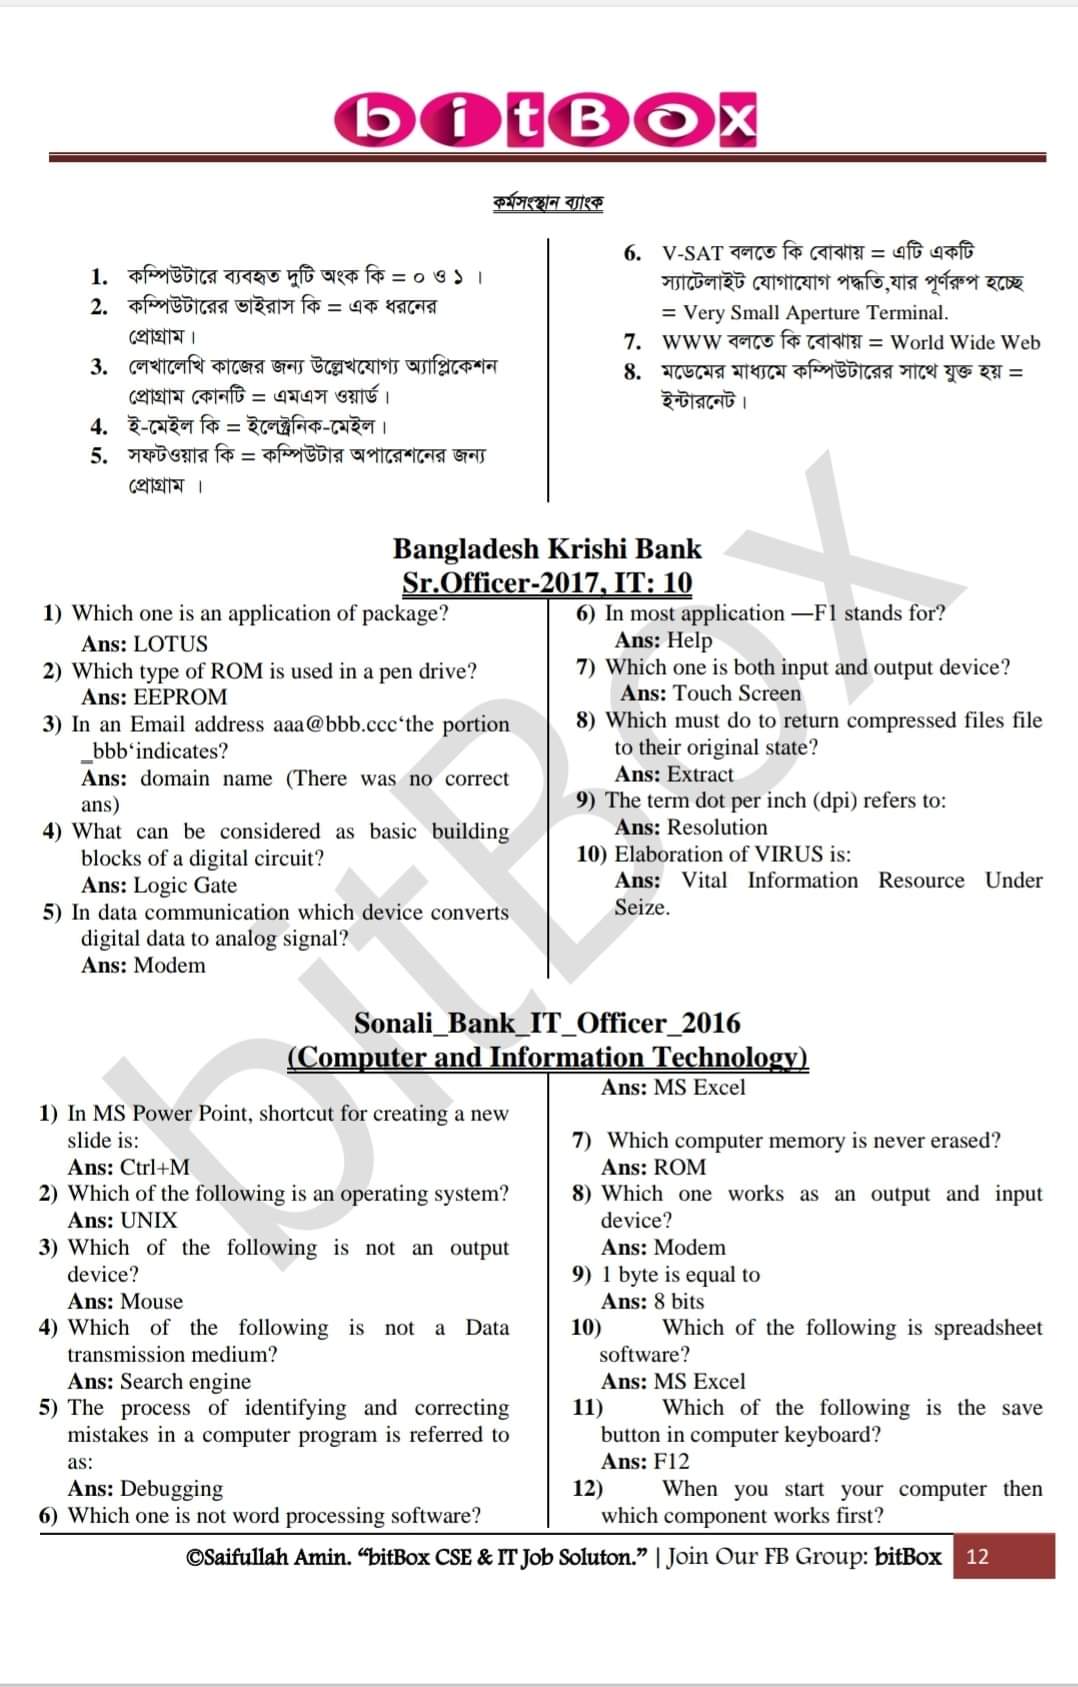 bitBox
কর্মসংস্থান ব্যাংক
1. কম্পিউটারে ব্যবহৃত দুটি অংক কি = ০ ও ১ ।
2. কম্পিউটারের ভাইরাস কি = এক ধরনের
প্রোগ্রাম।
3. লেখালেখি কাজের জন্য উল্লেখযোগ্য অ্যাপ্লিকেশন
প্রোগ্রাম কোনটি = এমএস ওয়ার্ড।
4. ই-মেইল কি = ইলেক্ট্রনিক-মেইল।
5. সফটওয়ার কি = কম্পিউটার অপারেশনের জন্য
প্রোগ্রাম ।
6. V-SAT বলতে কি বোঝায় = এটি একটি
স্যাটেলাইট যোগাযোগ পদ্ধতি,যার পূর্ণরুপ হচ্ছে
= Very Small Aperture Terminal.
7. WWW বলতে কি বোঝায় = World Wide Web
8. মডেমের মাধ্যমে কম্পিউটারের সাথে যুক্ত হয় =
ইন্টারনেট।
Bangladesh Krishi Bank
Sr.Officer-2017, IT: 10
1) Which one is an application of package?
Ans: LOTUS
2) Which type of ROM is used in a pen drive?
Ans: EEPROM
3) In an Email address aaa@bbb.ccc‘the portion
_bbb‘indicates?
Ans: domain name (There was no correct
ans)
4) What can be considered as basic building
blocks of a digital circuit?
Ans: Logic Gate
5) In data communication which device converts
digital data to analog signal?
Ans: Modem
6) In most application —F1 stands for?
Ans: Help
7) Which one is both input and output device?
Ans: Touch Screen
8) Which must do to return compressed files file
to their original state?
Ans: Extract
9) The term dot per inch (dpi) refers to:
Ans: Resolution
10) Elaboration of VIRUS is:
Ans: Vital Information Resource Under
Seize.
Sonali_Bank_IT_Officer_2016
(Computer and Information Technology)
1) In MS Power Point, shortcut for creating a new
slide is:
Ans: Ctrl+M
2) Which of the following is an operating system?
Ans: UNIX
3) Which of the following is not an output
device?
Ans: Mouse
4) Which of the following is not a Data
transmission medium?
Ans: Search engine
5) The process of identifying and correcting
mistakes in a computer program is referred to
as:
Ans: Debugging
6) Which one is not word processing software?
Ans: MS Excel
7) Which computer memory is never erased?
Ans: ROM
8) Which one works as an output and input
device?
Ans: Modem
9) 1 byte is equal to
Ans: 8 bits
10) Which of the following is spreadsheet
software?
Ans: MS Excel
11) Which of the following is the save
button in computer keyboard?
Ans: F12
12) When you start your computer then
which component works first?
bitBox
©Saifullah Amin. “bitBox CSE & IT Job Soluton.” | Join Our FB Group: bitBox 12